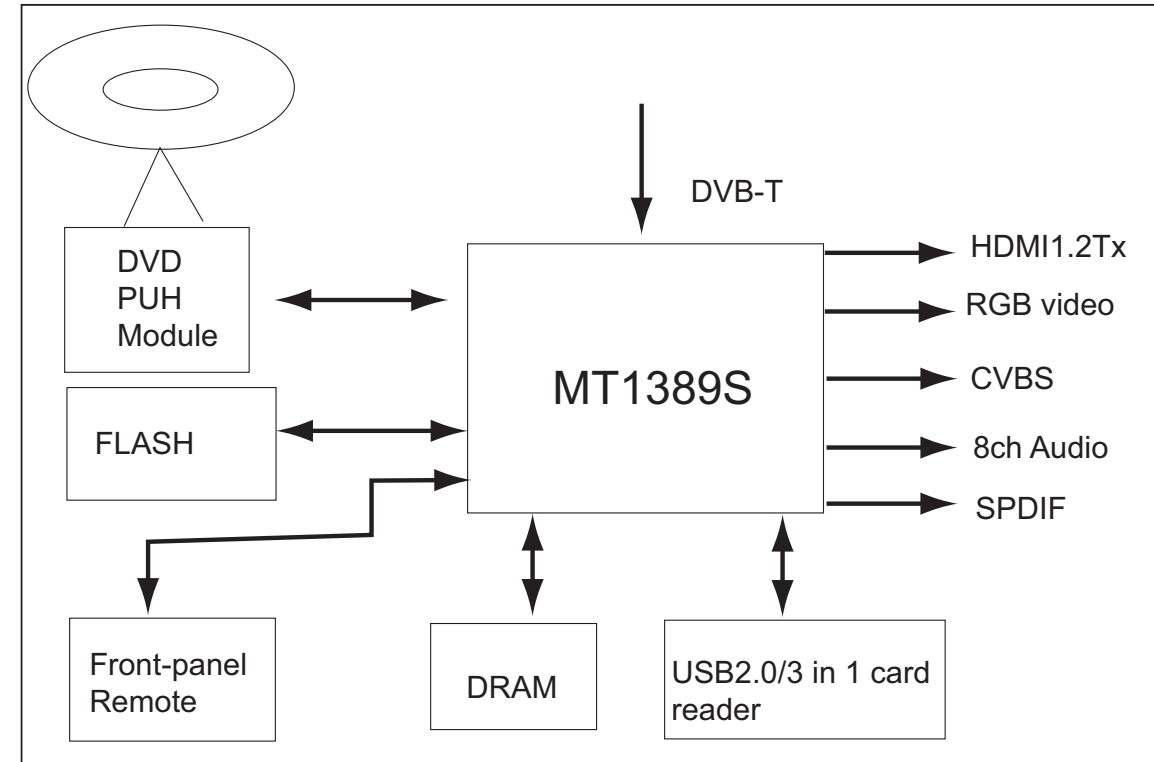 DVB-T
DVD
PUH
Module
HDMI1.2Tx
RGB video
MT1389S
CVBS
FLASH
8ch Audio
SPDIF
Front-panel
Remote
DRAM
USB2.0/3 in 1 card
reader